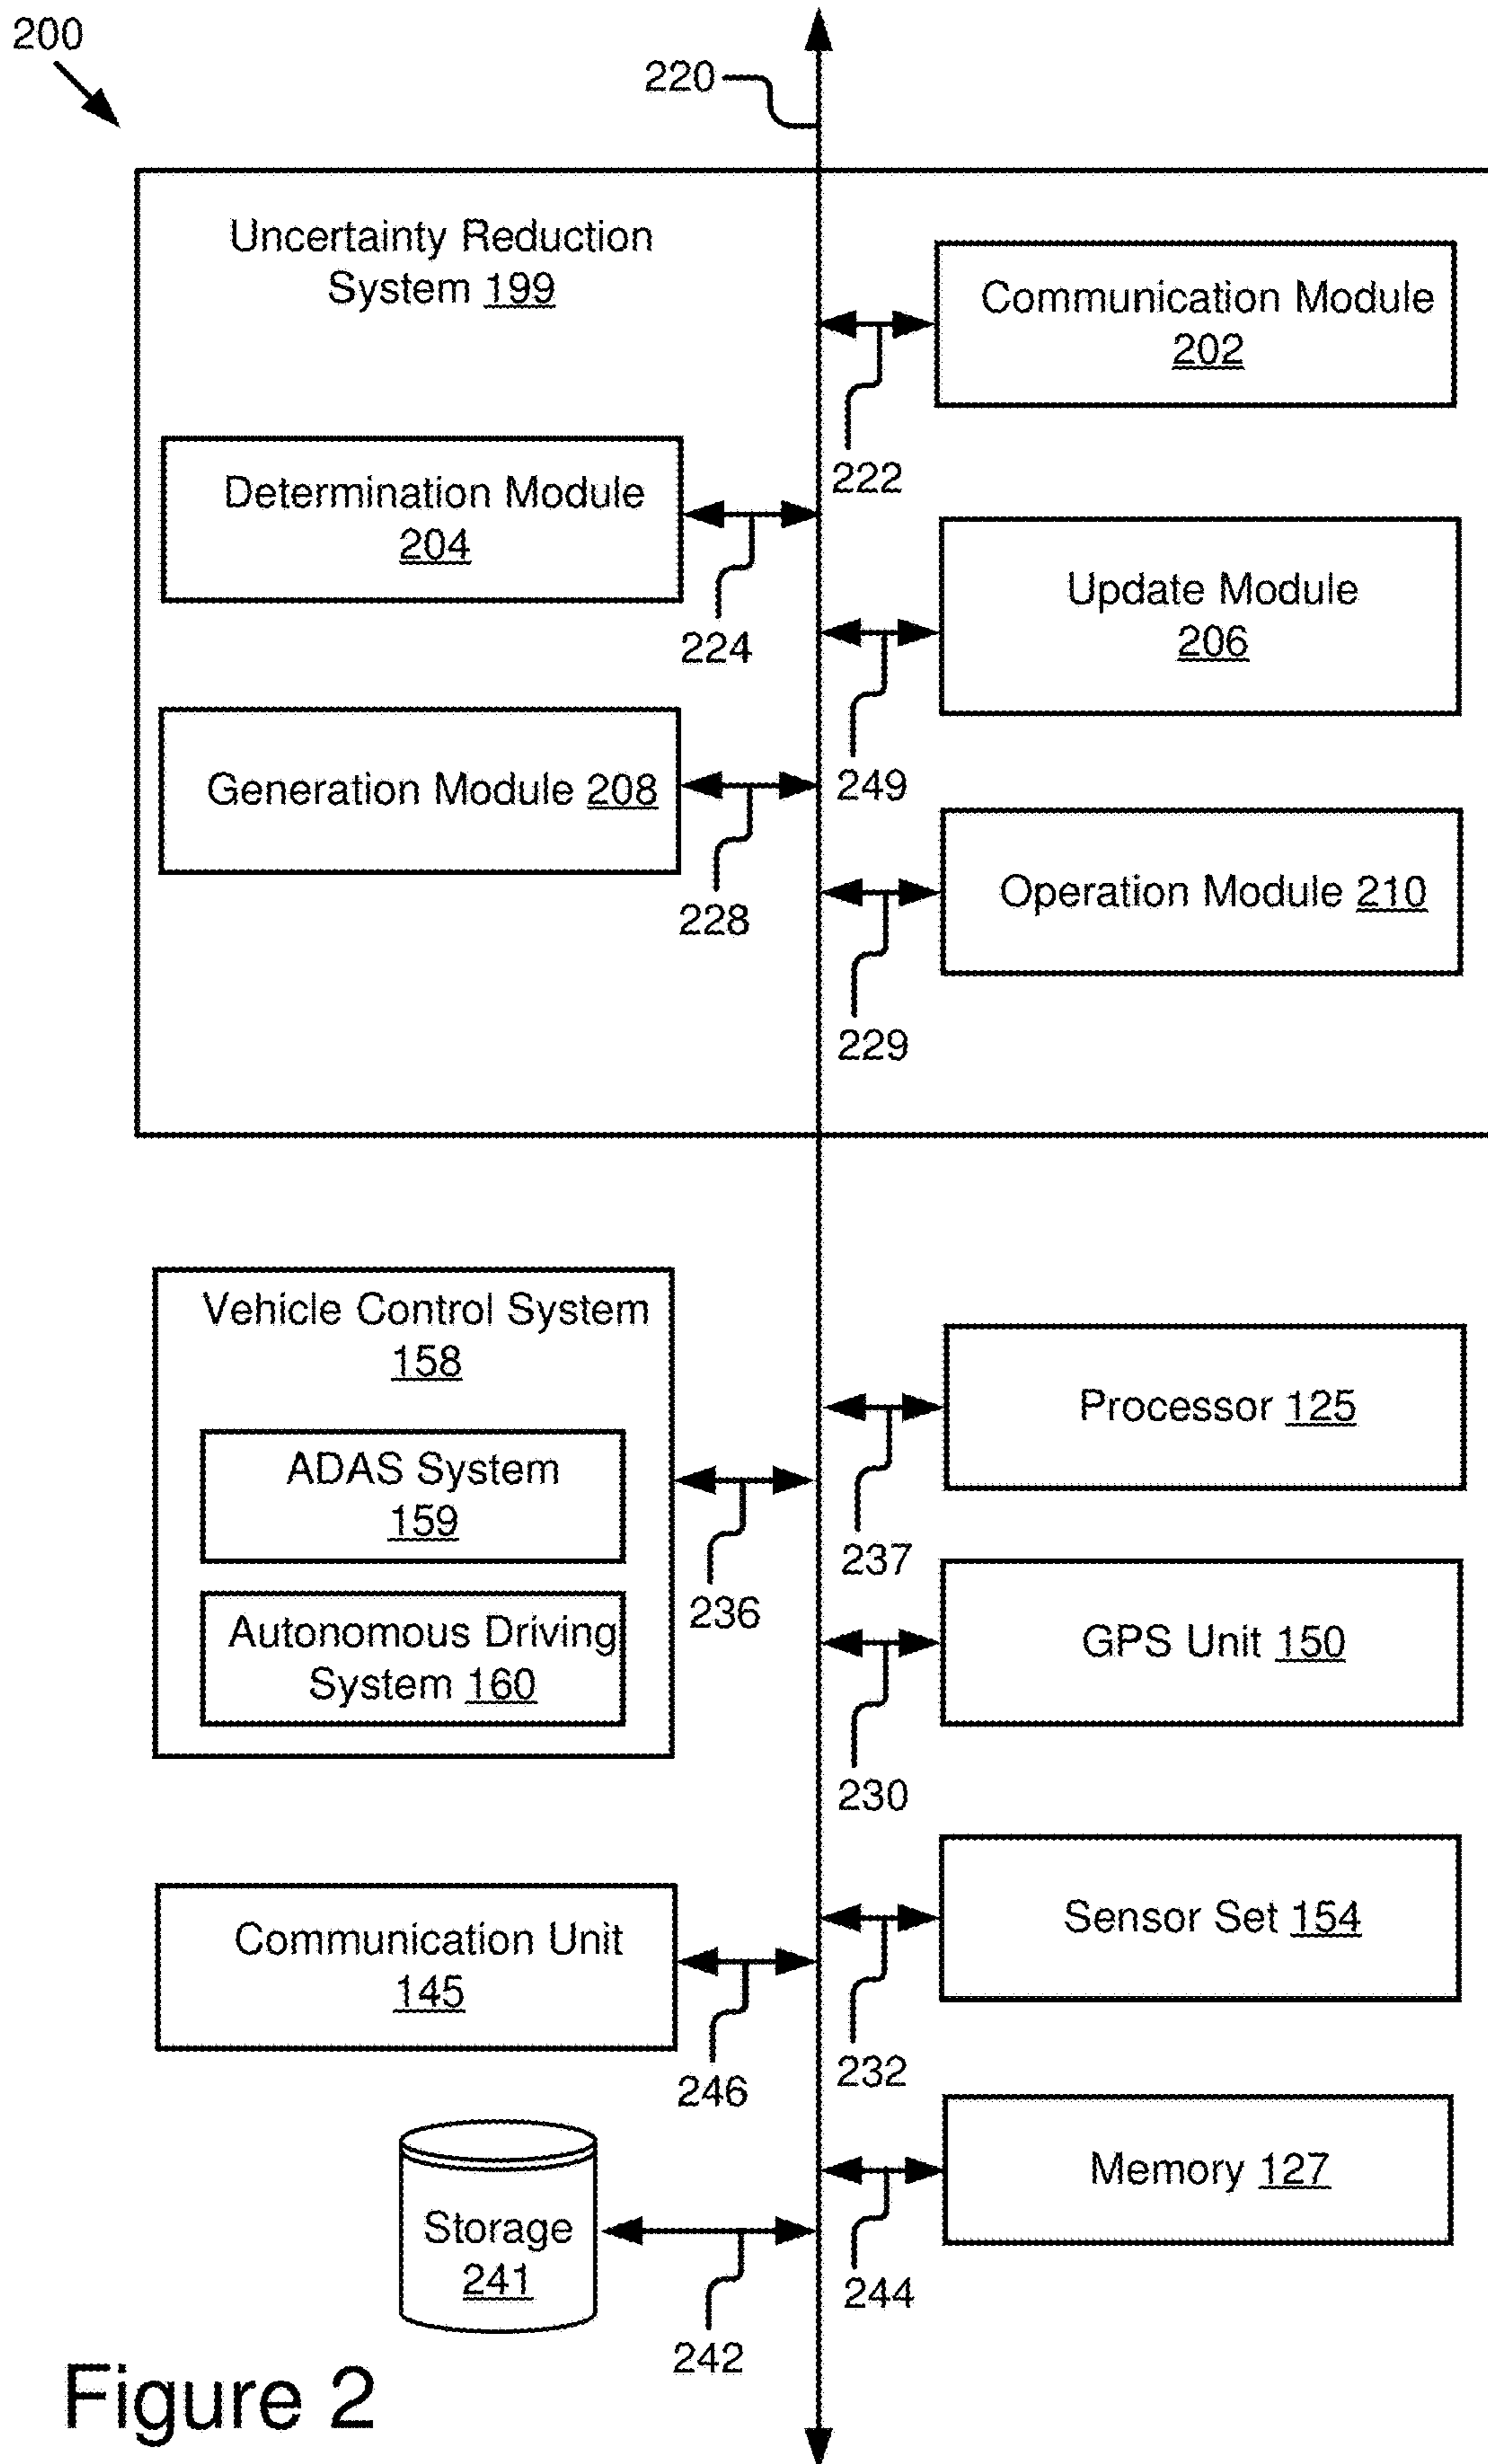 200
220
Uncertainty Reduction
System 199
Communication Module
202
222
Determination Module
204
224
Update Module
206
249
Generation Module 208
228
Operation Module 210
229
Vehicle Control System
158
ADAS System
159
Autonomous Driving
System 160
236
Processor 125
237
GPS Unit 150
230
Communication Unit
145
246
Sensor Set 154
232
Storage
241
242
Memory 127
244
Figure 2